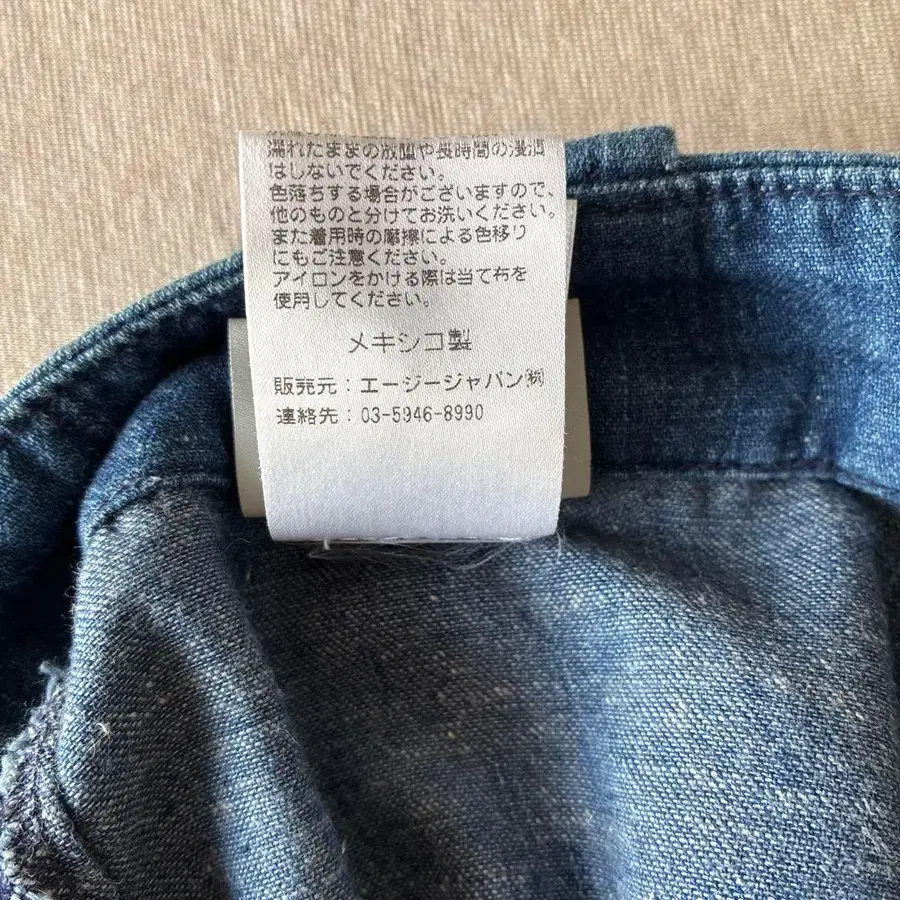 濡れたままの放置や長時間の浸漬
はしないでください。
色落ちする場合がございますので、
他のものと分けてお洗いください。
また着用時の摩擦による色移り
にもご注意ください。
アイロンをかける際は当て布を
使用してください。
メキシコ製
販売元：エージージャパン㈱
連絡先：03-5946-8990